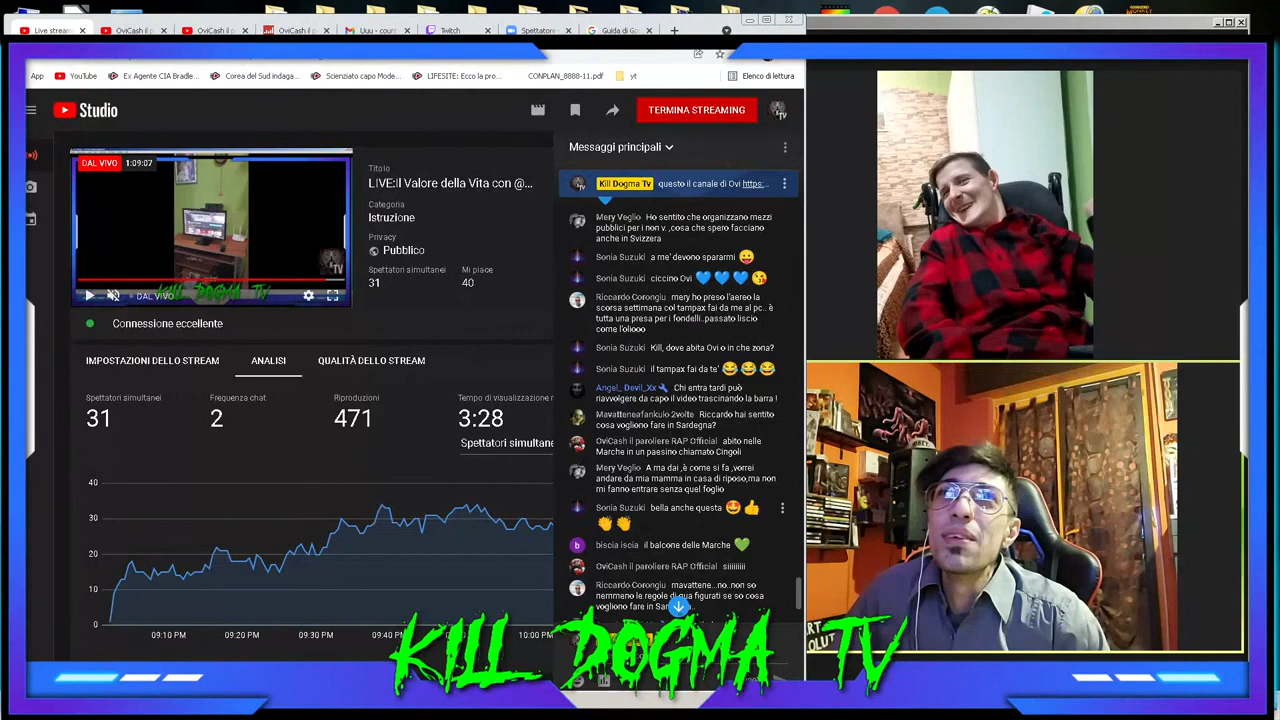 Live strea
OviCash il p
OviCash il p
OviCash il p
Uuu - coun
Twitch
Spettatore
Guida di Go
App
YouTube
Ex Agente CIA Bradle...
Corea del Sud indaga...
Scienziato capo Mode...
LIFESITE: Ecco la pro...
CONPLAN_8888-11.pdf
yt
Elenco di lettura
Studio
TERMINA STREAMING
TV
DAL VIVO 1:09:07
DAL VIVO
KILL DOGMA TV
Titolo
LIVE:Il Valore della Vita con @...
Categoria
Istruzione
Privacy
Pubblico
Spettatori simultanei
31
Mi piace
40
Connessione eccellente
IMPOSTAZIONI DELLO STREAM
ANALISI
QUALITÀ DELLO STREAM
Spettatori simultanei
31
Frequenza chat
2
Riproduzioni
471
Tempo di visualizzazione n
3:28
Spettatori simultane
40
30
20
10
0
09:10 PM
09:20 PM
09:30 PM
09:40 PM
10:00 PM
Messaggi principali
Kill Dogma Tv questo il canale di Ovi https:...
Mery Veglio Ho sentito che organizzano mezzi
pubblici per i non v. ,cosa che spero facciano
anche in Svizzera
Sonia Suzuki a me' devono spararmi 😛
Sonia Suzuki ciccino Ovi 💙 💙 💙 😘
Riccardo Corongiu mery ho preso l'aereo la
scorsa settimana col tampax fai da me al pc.. è
tutta una presa per i fondelli..passato liscio
come l'oliooo
Sonia Suzuki Kill, dove abita Ovi o in che zona?
Sonia Suzuki il tampax fai da te' 😂 😂 😂
Angel_ Devil_Xx Chi entra tardi può
riavvolgere da capo il video trascinando la barra !
Mavatteneafankulo 2volte Riccardo hai sentito
cosa vogliono fare in Sardegna?
OviCash il paroliere RAP Official abito nelle
Marche in un paesino chiamato Cingoli
Mery Veglio A ma dai ,è come si fa ,vorrei
andare da mia mamma in casa di riposo,ma non
mi fanno entrare senza quel foglio
Sonia Suzuki bella anche questa 🤩 👍
👏 👏
b biscia iscia il balcone delle Marche 💚
OviCash il paroliere RAP Official siiiiiiiiii
Riccardo Corongiu mavattene...no..non so
nemmeno le regole di qua figurati se so cosa
vogliono fare in Sar
KILL DOGMA TV